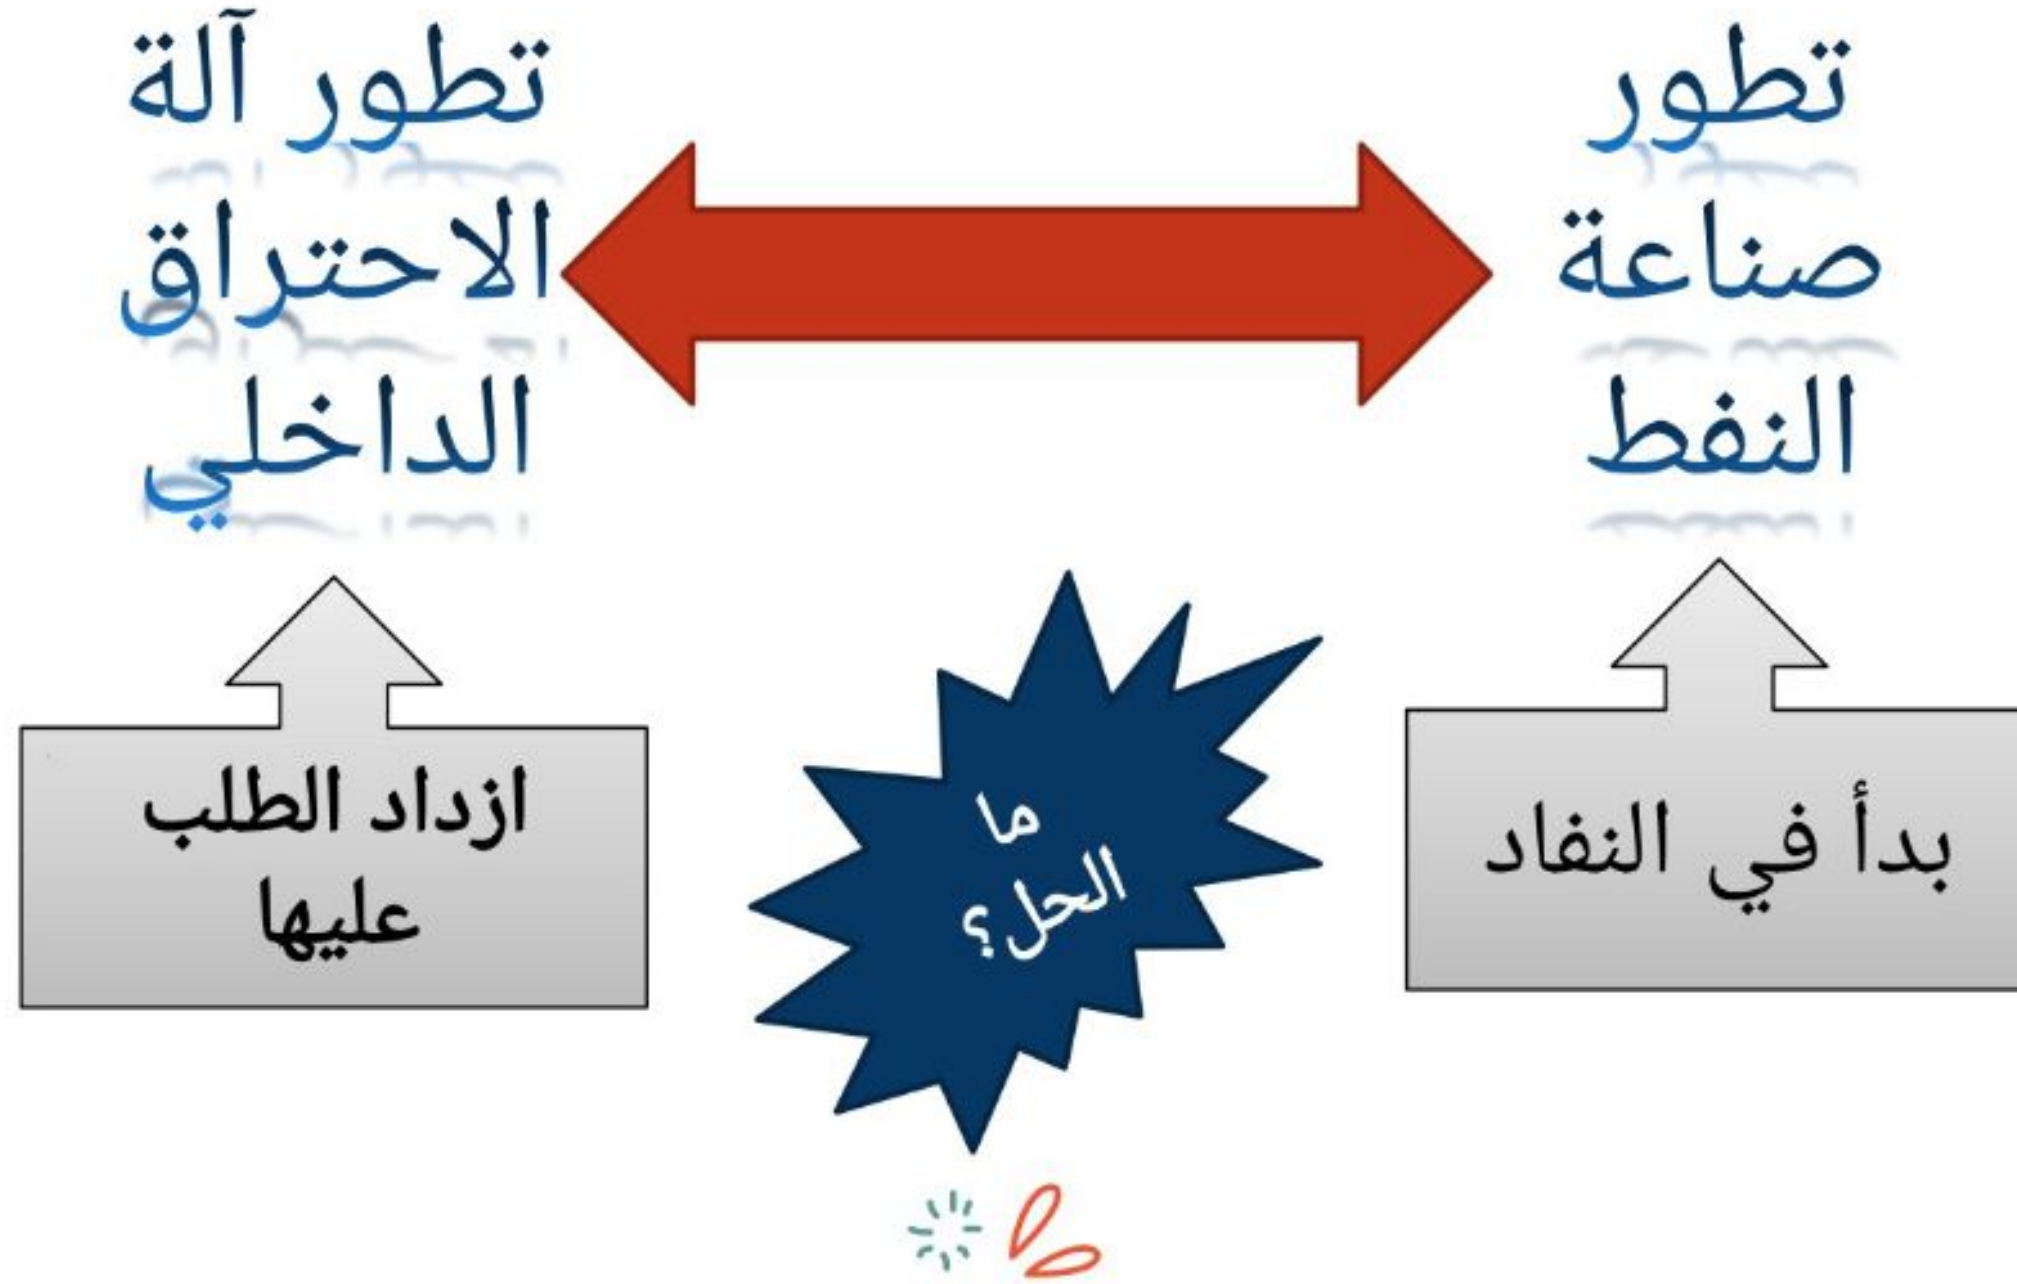 تطور
صناعة
النفط
تطور آلة
الاحتراق
الداخلي
بدأ في النفاد
ما
الحل؟
ازداد الطلب
عليها